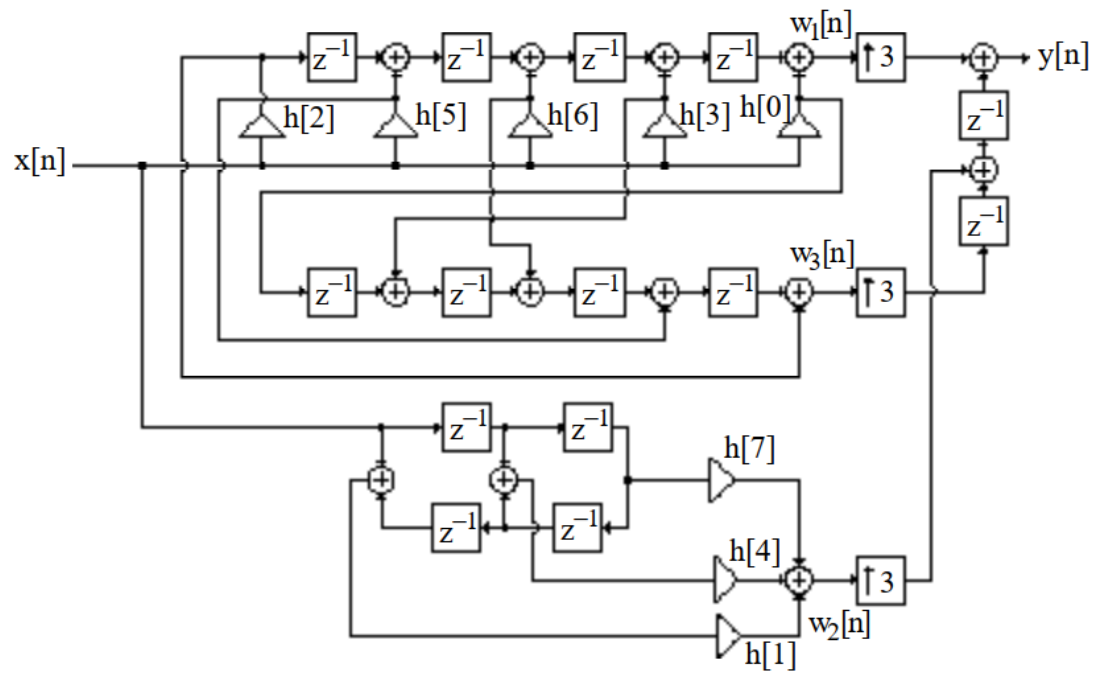 w₁[n]
z⁻¹ z⁻¹ z⁻¹ z⁻¹ ↑3 y[n]
h[2] h[5] h[6] h[3] h[0] z⁻¹
x[n]
z⁻¹
w₃[n]
z⁻¹ z⁻¹ z⁻¹ z⁻¹ ↑3
z⁻¹ z⁻¹
h[7]
z⁻¹ z⁻¹
h[4]
↑3
w₂[n]
h[1]